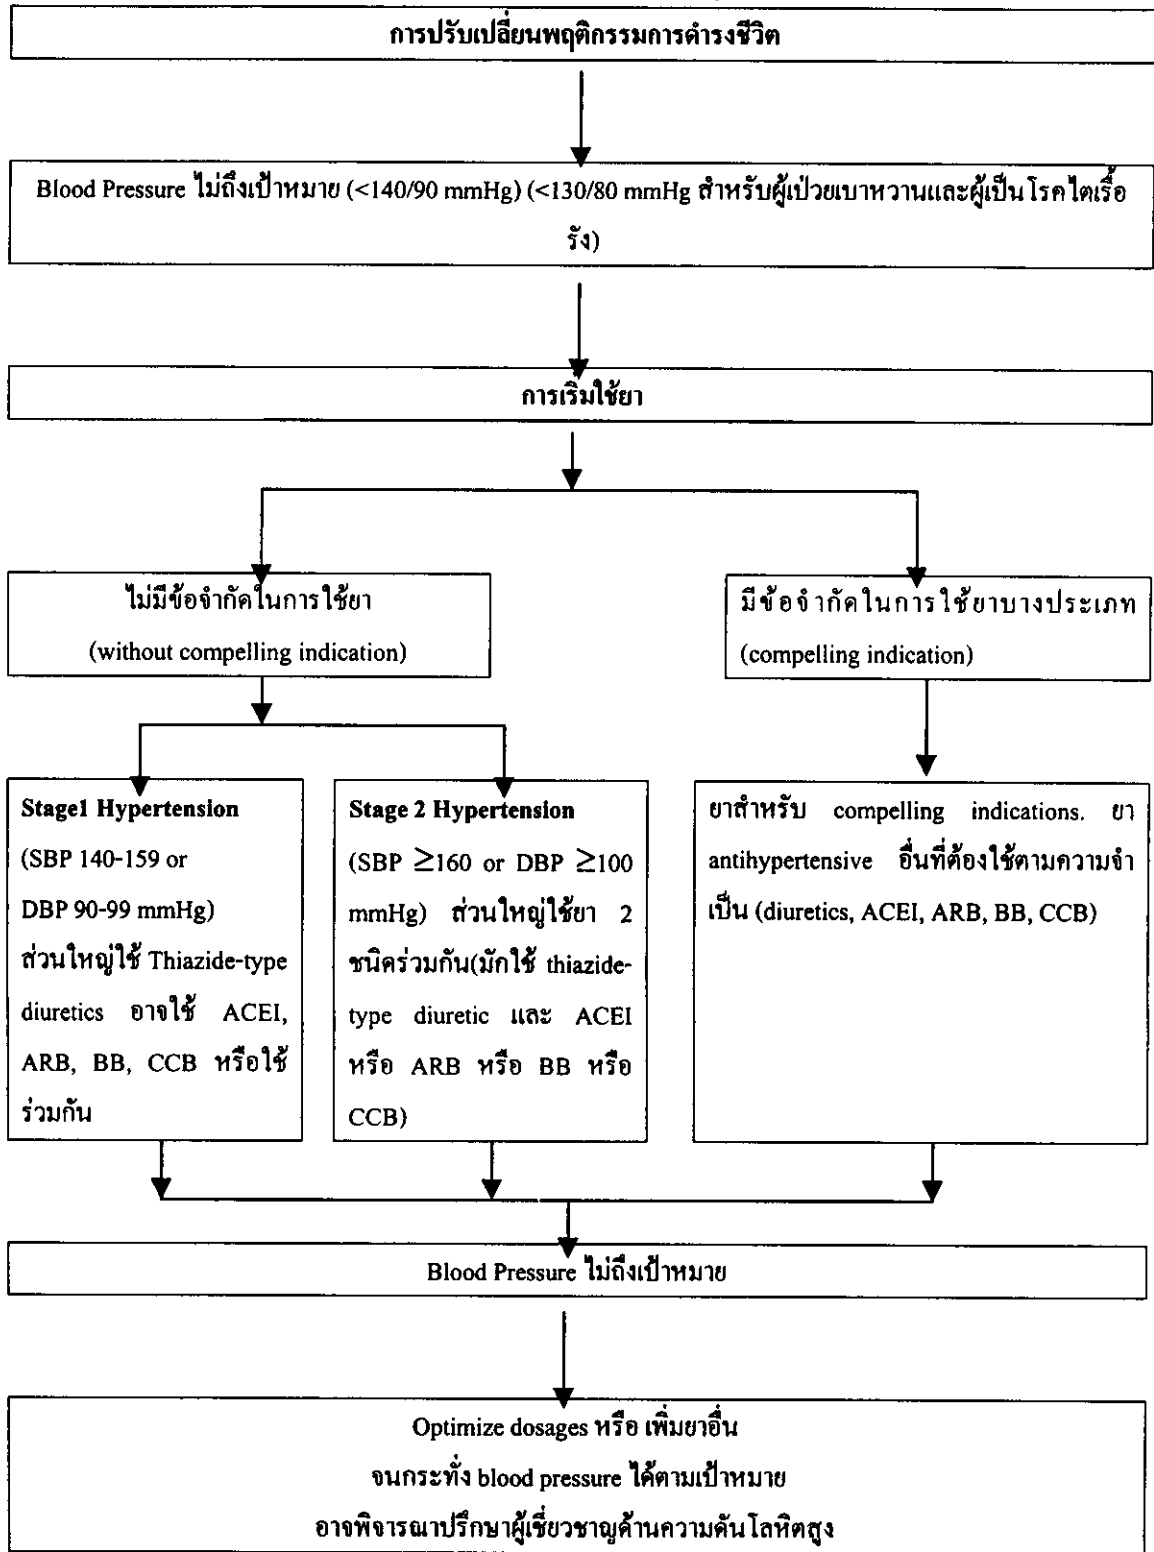 การปรับเปลี่ยนพฤติกรรมการดำรงชีวิต
Blood Pressure ไม่ถึงเป้าหมาย (<140/90 mmHg) (<130/80 mmHg สำหรับผู้เป่วยเบาหวานและผู้เป็นโรคไตเรื้อ
รัง)
การเริ่มใช้ยา
ไม่มีข้อจำกัดในการใช้ยา
(without compelling indication)
มีข้อจำกัดในการใช้ยาบางประเภท
(compelling indication)
Stage1 Hypertension
(SBP 140-159 or
DBP 90-99 mmHg)
ส่วนใหญ่ใช้ Thiazide-type
diuretics อาจใช้ ACEI,
ARB, BB, CCB หรือใช้
ร่วมกัน
Stage 2 Hypertension
(SBP ≥160 or DBP ≥100
mmHg) ส่วนใหญ่ใช้ยา 2
ชนิดร่วมกัน(มักใช้ thiazide-
type diuretic และ ACEI
หรือ ARB หรือ BB หรือ
CCB)
ยาสำหรับ compelling indications. ยา
antihypertensive อื่นที่ต้องใช้ตามความจำ
เป็น (diuretics, ACEI, ARB, BB, CCB)
Blood Pressure ไม่ถึงเป้าหมาย
Optimize dosages หรือ เพิ่มยาอื่น
จนกระทั่ง blood pressure ได้ตามเป้าหมาย
อาจพิจารณาปรึกษาผู้เชี่ยวชาญด้านความดันโลหิตสูง